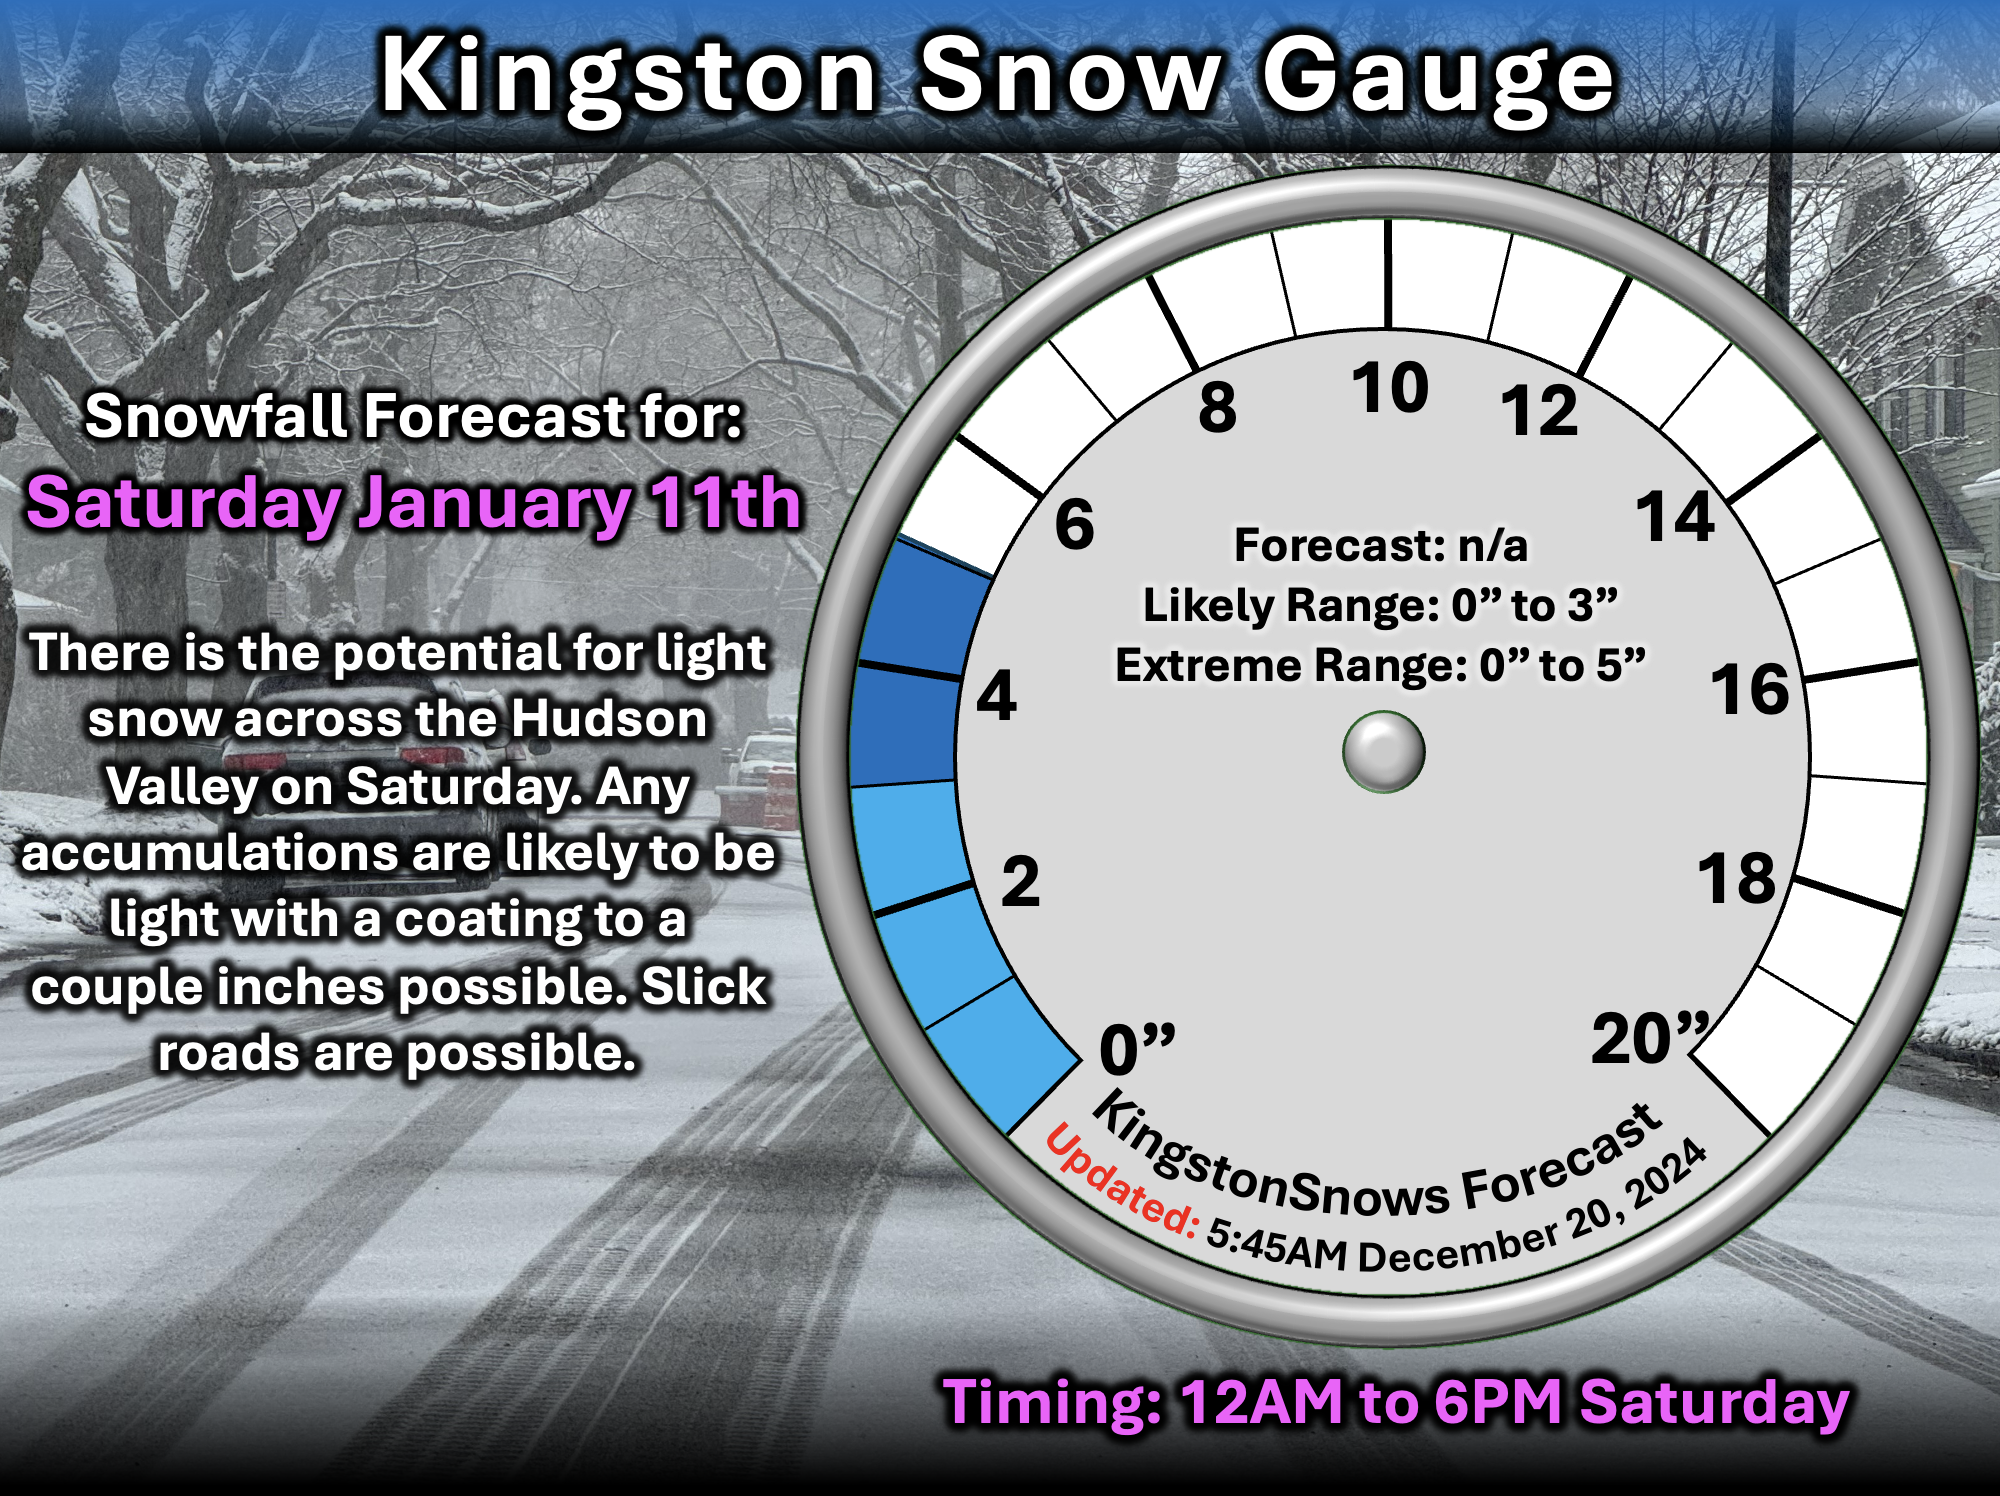 Kingston Snow Gauge
Snowfall Forecast for:
Saturday January 11th
There is the potential for light
snow across the Hudson
Valley on Saturday. Any
accumulations are likely to be
light with a coating to a
couple inches possible. Slick
roads are possible.
0”
2
4
6
8
10
12
14
16
18
20”
Forecast: n/a
Likely Range: 0” to 3”
Extreme Range: 0” to 5”
KingstonSnows Forecast
Updated: 5:45AM December 20, 2024
Timing: 12AM to 6PM Saturday